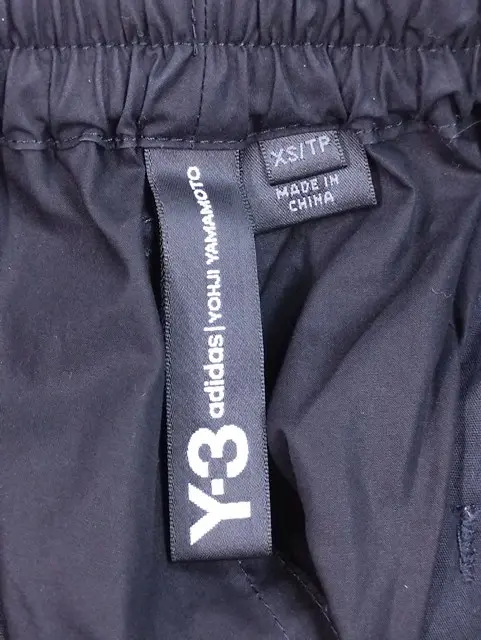 XS/TP
MADE IN
CHINA
Y-3 adidas | YOHJI YAMAMOTO